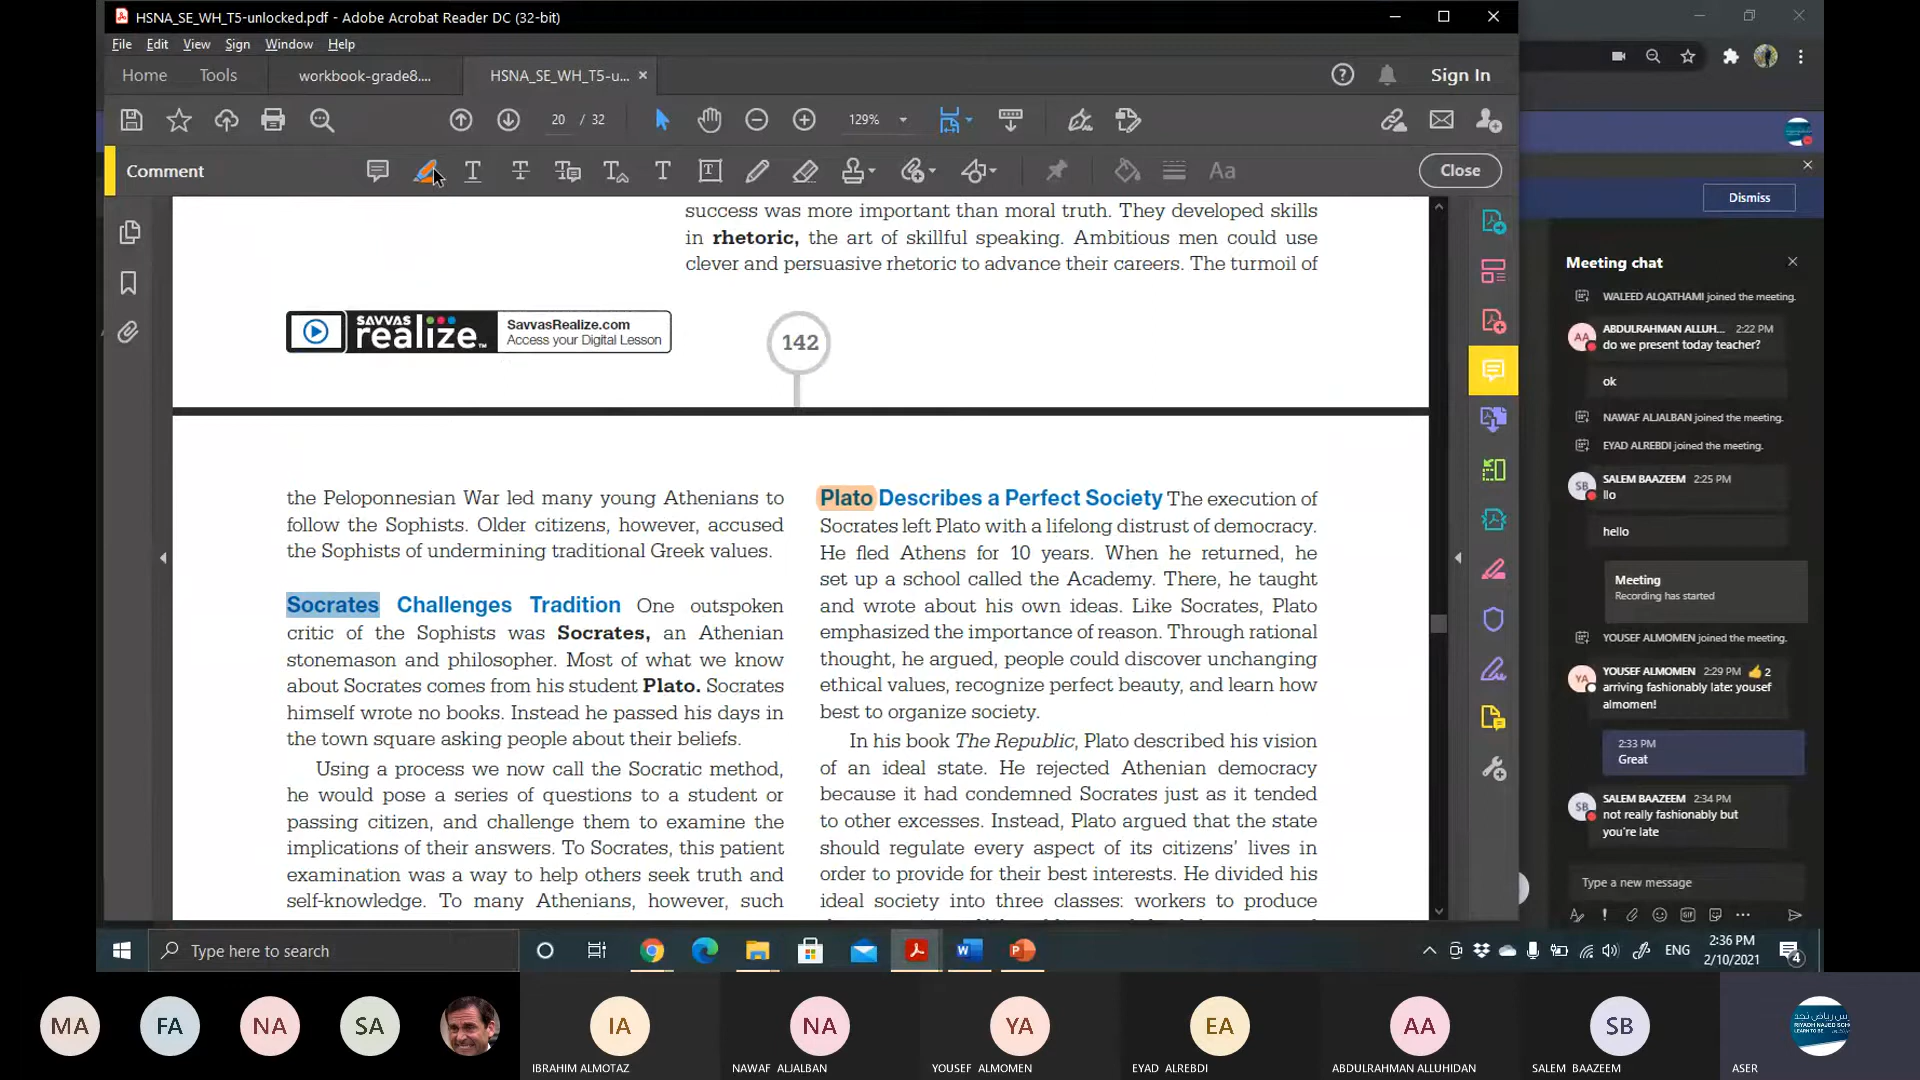 HSNA_SE_WH_T5-unlocked.pdf - Adobe Acrobat Reader DC (32-bit)
File Edit View Sign Window Help
Home Tools workbook-grade8.... HSNA_SE_WH_T5-u... Sign In
20 / 32 129%
Comment Close
success was more important than moral truth. They developed skills
in rhetoric, the art of skillful speaking. Ambitious men could use
clever and persuasive rhetoric to advance their careers. The turmoil of
SAVVAS
realize™
SavvasRealize.com
Access your Digital Lesson
142
the Peloponnesian War led many young Athenians to
follow the Sophists. Older citizens, however, accused
the Sophists of undermining traditional Greek values.
Socrates Challenges Tradition One outspoken
critic of the Sophists was Socrates, an Athenian
stonemason and philosopher. Most of what we know
about Socrates comes from his student Plato. Socrates
himself wrote no books. Instead he passed his days in
the town square asking people about their beliefs.
Using a process we now call the Socratic method,
he would pose a series of questions to a student or
passing citizen, and challenge them to examine the
implications of their answers. To Socrates, this patient
examination was a way to help others seek truth and
self-knowledge. To many Athenians, however, such
Plato Describes a Perfect Society The execution of
Socrates left Plato with a lifelong distrust of democracy.
He fled Athens for 10 years. When he returned, he
set up a school called the Academy. There, he taught
and wrote about his own ideas. Like Socrates, Plato
emphasized the importance of reason. Through rational
thought, he argued, people could discover unchanging
ethical values, recognize perfect beauty, and learn how
best to organize society.
In his book The Republic, Plato described his vision
of an ideal state. He rejected Athenian democracy
because it had condemned Socrates just as it tended
to other excesses. Instead, Plato argued that the state
should regulate every aspect of its citizens' lives in
order to provide for their best interests. He divided his
ideal society into three classes: workers to produce
Dismiss
Meeting chat
WALEED ALQATHAMI joined the meeting.
AA ABDULRAHMAN ALLUH... 2:22 PM
do we present today teacher?
ok
NAWAF ALJALBAN joined the meeting.
EYAD ALREBDI joined the meeting.
SB SALEM BAAZEEM 2:25 PM
llo
hello
Meeting
Recording has started
YOUSEF ALMOMEN joined the meeting.
YA YOUSEF ALMOMEN 2:29 PM 👍 2
arriving fashionably late: yousef
almomen!
2:33 PM
Great
SB SALEM BAAZEEM 2:34 PM
not really fashionably but
you're late
Type a new message
Type here to search
ENG
2:36 PM
2/10/2021
4
MA FA NA SA IA NA YA EA AA SB
IBRAHIM ALMOTAZ NAWAF ALJALBAN YOUSEF ALMOMEN EYAD ALREBDI ABDULRAHMAN ALLUHIDAN SALEM BAAZEEM ASER